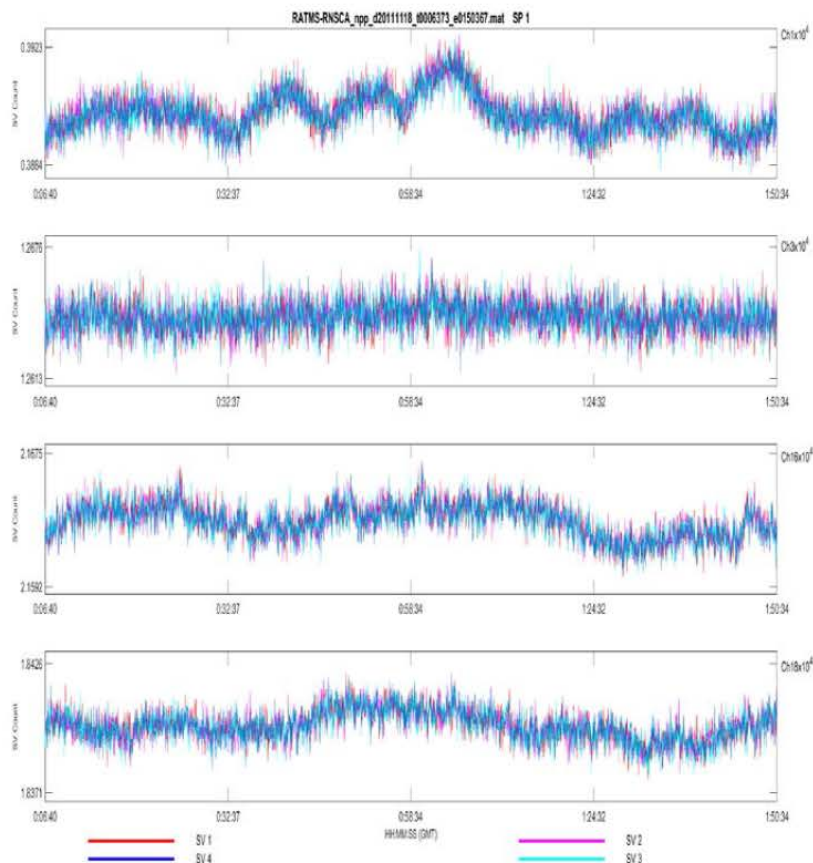 RATMS-RNSCA_npp_d20111118_t0006373_e0150367.mat SP 1
Ch1x10⁴
0.3923
SV Count
0.3884
0:06:40 0:32:37 0:58:34 1:24:32 1:50:34
Ch3x10⁴
1.2676
SV Count
1.2613
0:06:40 0:32:37 0:58:34 1:24:32 1:50:34
Ch16x10⁴
2.1675
SV Count
2.1592
0:06:40 0:32:37 0:58:34 1:24:32 1:50:34
Ch18x10⁴
1.8426
SV Count
1.8371
0:06:40 0:32:37 0:58:34 1:24:32 1:50:34
HH:MM:SS (GMT)
SV 1 SV 2
SV 4 SV 3